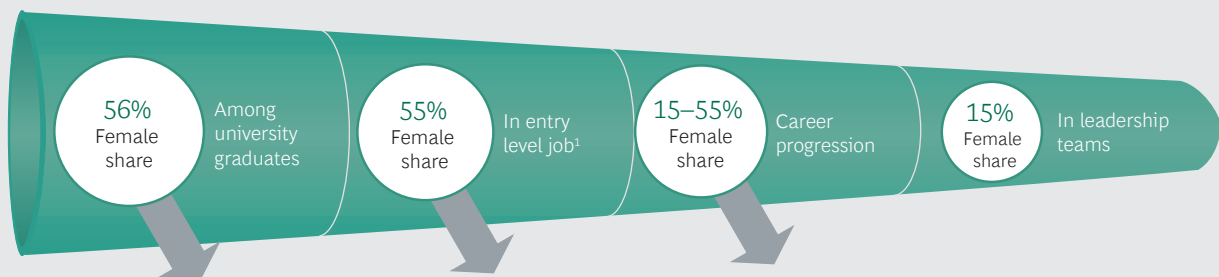 56%
Female
share
Among
university
graduates
55%
Female
share
In entry
level job¹
15–55%
Female
share
Career
progression
15%
Female
share
In leadership
teams